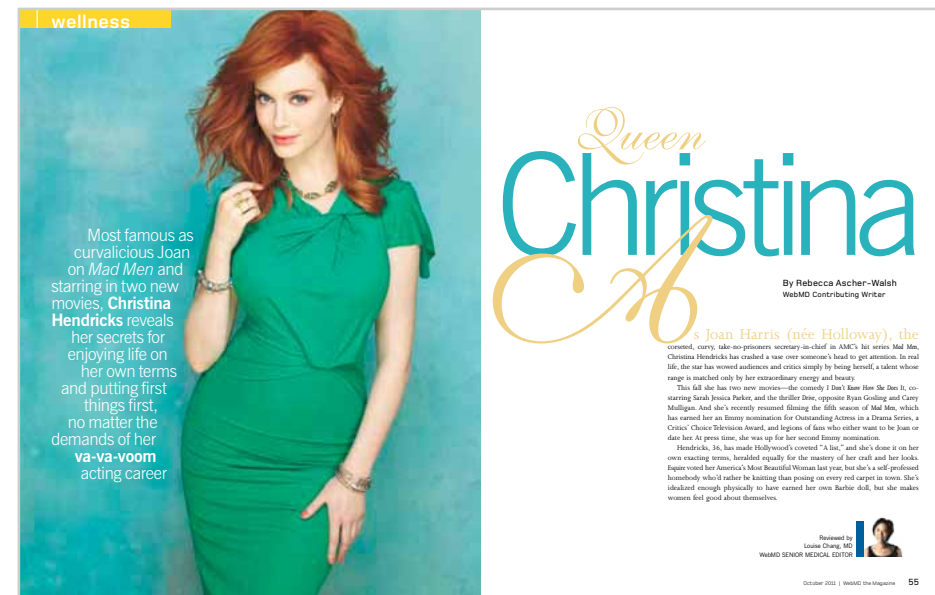 wellness
Most famous as
curvalicious Joan
on Mad Men and
starring in two new
movies, Christina
Hendricks reveals
her secrets for
enjoying life on
her own terms
and putting first
things first,
no matter the
demands of her
va-va-voom
acting career
Queen
Christina
By Rebecca Ascher-Walsh
WebMD Contributing Writer
As Joan Harris (née Holloway), the
corseted, curvy, take-no-prisoners secretary-in-chief in AMC's hit series Mad Men,
Christina Hendricks has crashed a vase over someone's head to get attention. In real
life, the star has wowed audiences and critics simply by being herself, a talent whose
range is matched only by her extraordinary energy and beauty.
This fall she has two new movies—the comedy I Don't Know How She Does It, co-
starring Sarah Jessica Parker, and the thriller Drive, opposite Ryan Gosling and Carey
Mulligan. And she's recently resumed filming the fifth season of Mad Men, which
has earned her an Emmy nomination for Outstanding Actress in a Drama Series, a
Critics' Choice Television Award, and legions of fans who either want to be Joan or
date her. At press time, she was up for her second Emmy nomination.
Hendricks, 36, has made Hollywood's coveted "A list," and she's done it on her
own exacting terms, heralded equally for the mastery of her craft and her looks.
Esquire voted her America's Most Beautiful Woman last year, but she's a self-professed
homebody who'd rather be knitting than posing on every red carpet in town. She's
idealized enough physically to have earned her own Barbie doll, but she makes
women feel good about themselves.
Reviewed by
Louise Chang, MD
WebMD SENIOR MEDICAL EDITOR
October 2011 | WebMD the Magazine 55